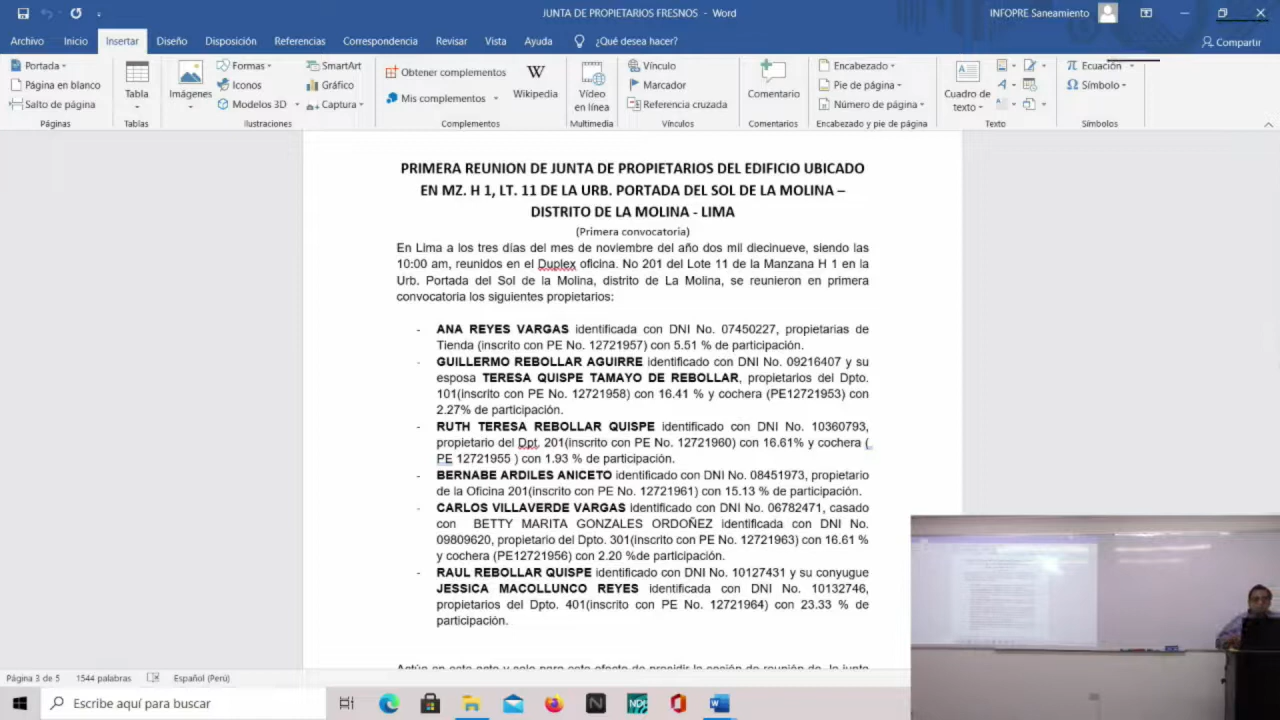 JUNTA DE PROPIETARIOS FRESNOS - Word
INFOPRE Saneamiento
Archivo Inicio Insertar Diseño Disposición Referencias Correspondencia Revisar Vista Ayuda ¿Qué desea hacer? Compartir
Portada
Página en blanco
Salto de página
Páginas
Tabla
Tablas
Imágenes
Formas
Iconos
Modelos 3D
SmartArt
Gráfico
Captura
Ilustraciones
Obtener complementos
Mis complementos
Wikipedia
Complementos
Vídeo
en línea
Multimedia
Vínculo
Marcador
Referencia cruzada
Vínculos
Comentario
Comentarios
Encabezado
Pie de página
Número de página
Encabezado y pie de página
Cuadro de
texto
Texto
Ecuación
Símbolo
Símbolos
PRIMERA REUNION DE JUNTA DE PROPIETARIOS DEL EDIFICIO UBICADO
EN MZ. H 1, LT. 11 DE LA URB. PORTADA DEL SOL DE LA MOLINA –
DISTRITO DE LA MOLINA - LIMA
(Primera convocatoria)
En Lima a los tres días del mes de noviembre del año dos mil diecinueve, siendo las
10:00 am, reunidos en el Duplex oficina. No 201 del Lote 11 de la Manzana H 1 en la
Urb. Portada del Sol de la Molina, distrito de La Molina, se reunieron en primera
convocatoria los siguientes propietarios:
- ANA REYES VARGAS identificada con DNI No. 07450227, propietarias de
Tienda (inscrito con PE No. 12721957) con 5.51 % de participación.
- GUILLERMO REBOLLAR AGUIRRE identificado con DNI No. 09216407 y su
esposa TERESA QUISPE TAMAYO DE REBOLLAR, propietarios del Dpto.
101(inscrito con PE No. 12721958) con 16.41 % y cochera (PE12721953) con
2.27% de participación.
- RUTH TERESA REBOLLAR QUISPE identificado con DNI No. 10360793,
propietario del Dpt. 201(inscrito con PE No. 12721960) con 16.61% y cochera (
PE 12721955 ) con 1.93 % de participación.
- BERNABE ARDILES ANICETO identificado con DNI No. 08451973, propietario
de la Oficina 201(inscrito con PE No. 12721961) con 15.13 % de participación.
- CARLOS VILLAVERDE VARGAS identificado con DNI No. 06782471, casado
con BETTY MARITA GONZALES ORDOÑEZ identificada con DNI No.
09809620, propietario del Dpto. 301(inscrito con PE No. 12721963) con 16.61 %
y cochera (PE12721956) con 2.20 %de participación.
- RAUL REBOLLAR QUISPE identificado con DNI No. 10127431 y su conyugue
JESSICA MACOLLUNCO REYES identificada con DNI No. 10132746,
propietarios del Dpto. 401(inscrito con PE No. 12721964) con 23.33 % de
participación.
Página 3 de 5 1544 palabras Español (Perú)
Escribe aquí para buscar